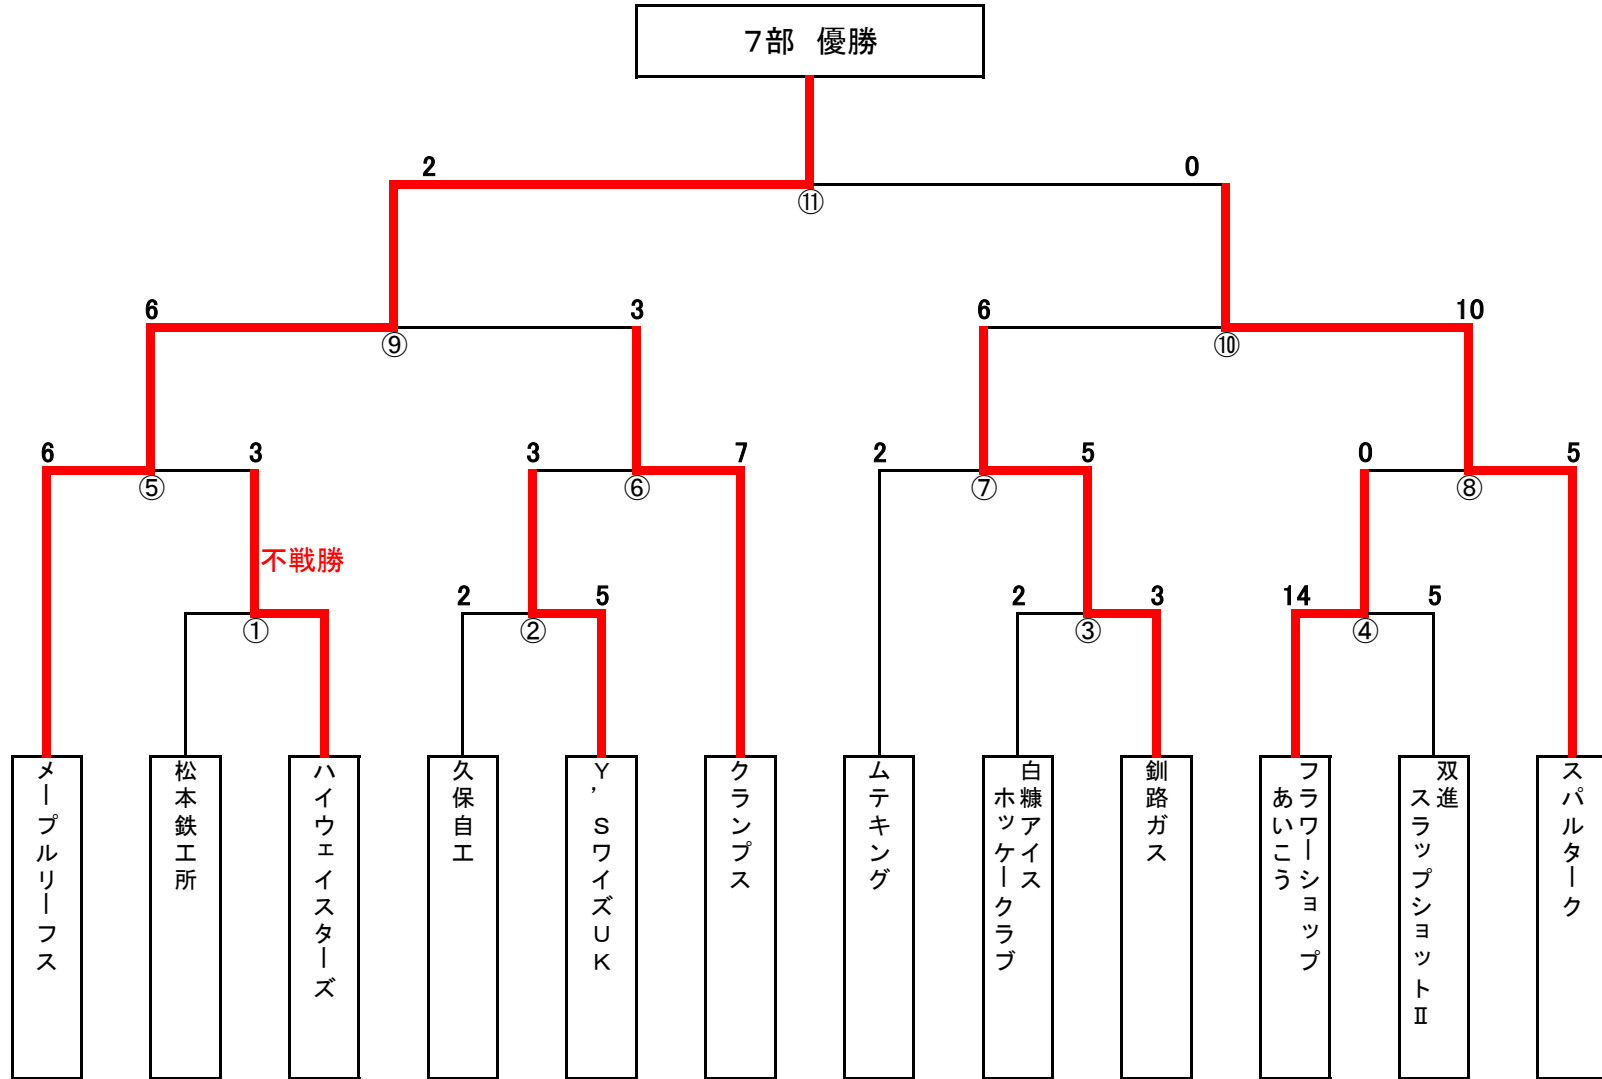 7部 優勝
2
0
⑪
6
3
6
10
⑨
⑩
6
3
3
7
2
5
0
5
⑤
⑥
⑦
⑧
不戦勝
2
5
2
3
14
5
①
②
③
④
メープルリーフス
松本鉄工所
ハイウェイスターズ
久保自工
Y’SワイズUK
クランプス
ムテキング
白糠アイス
ホッケークラブ
釧路ガス
フラワーショップ
あいこう
双進
スラップショットⅡ
スパルターク